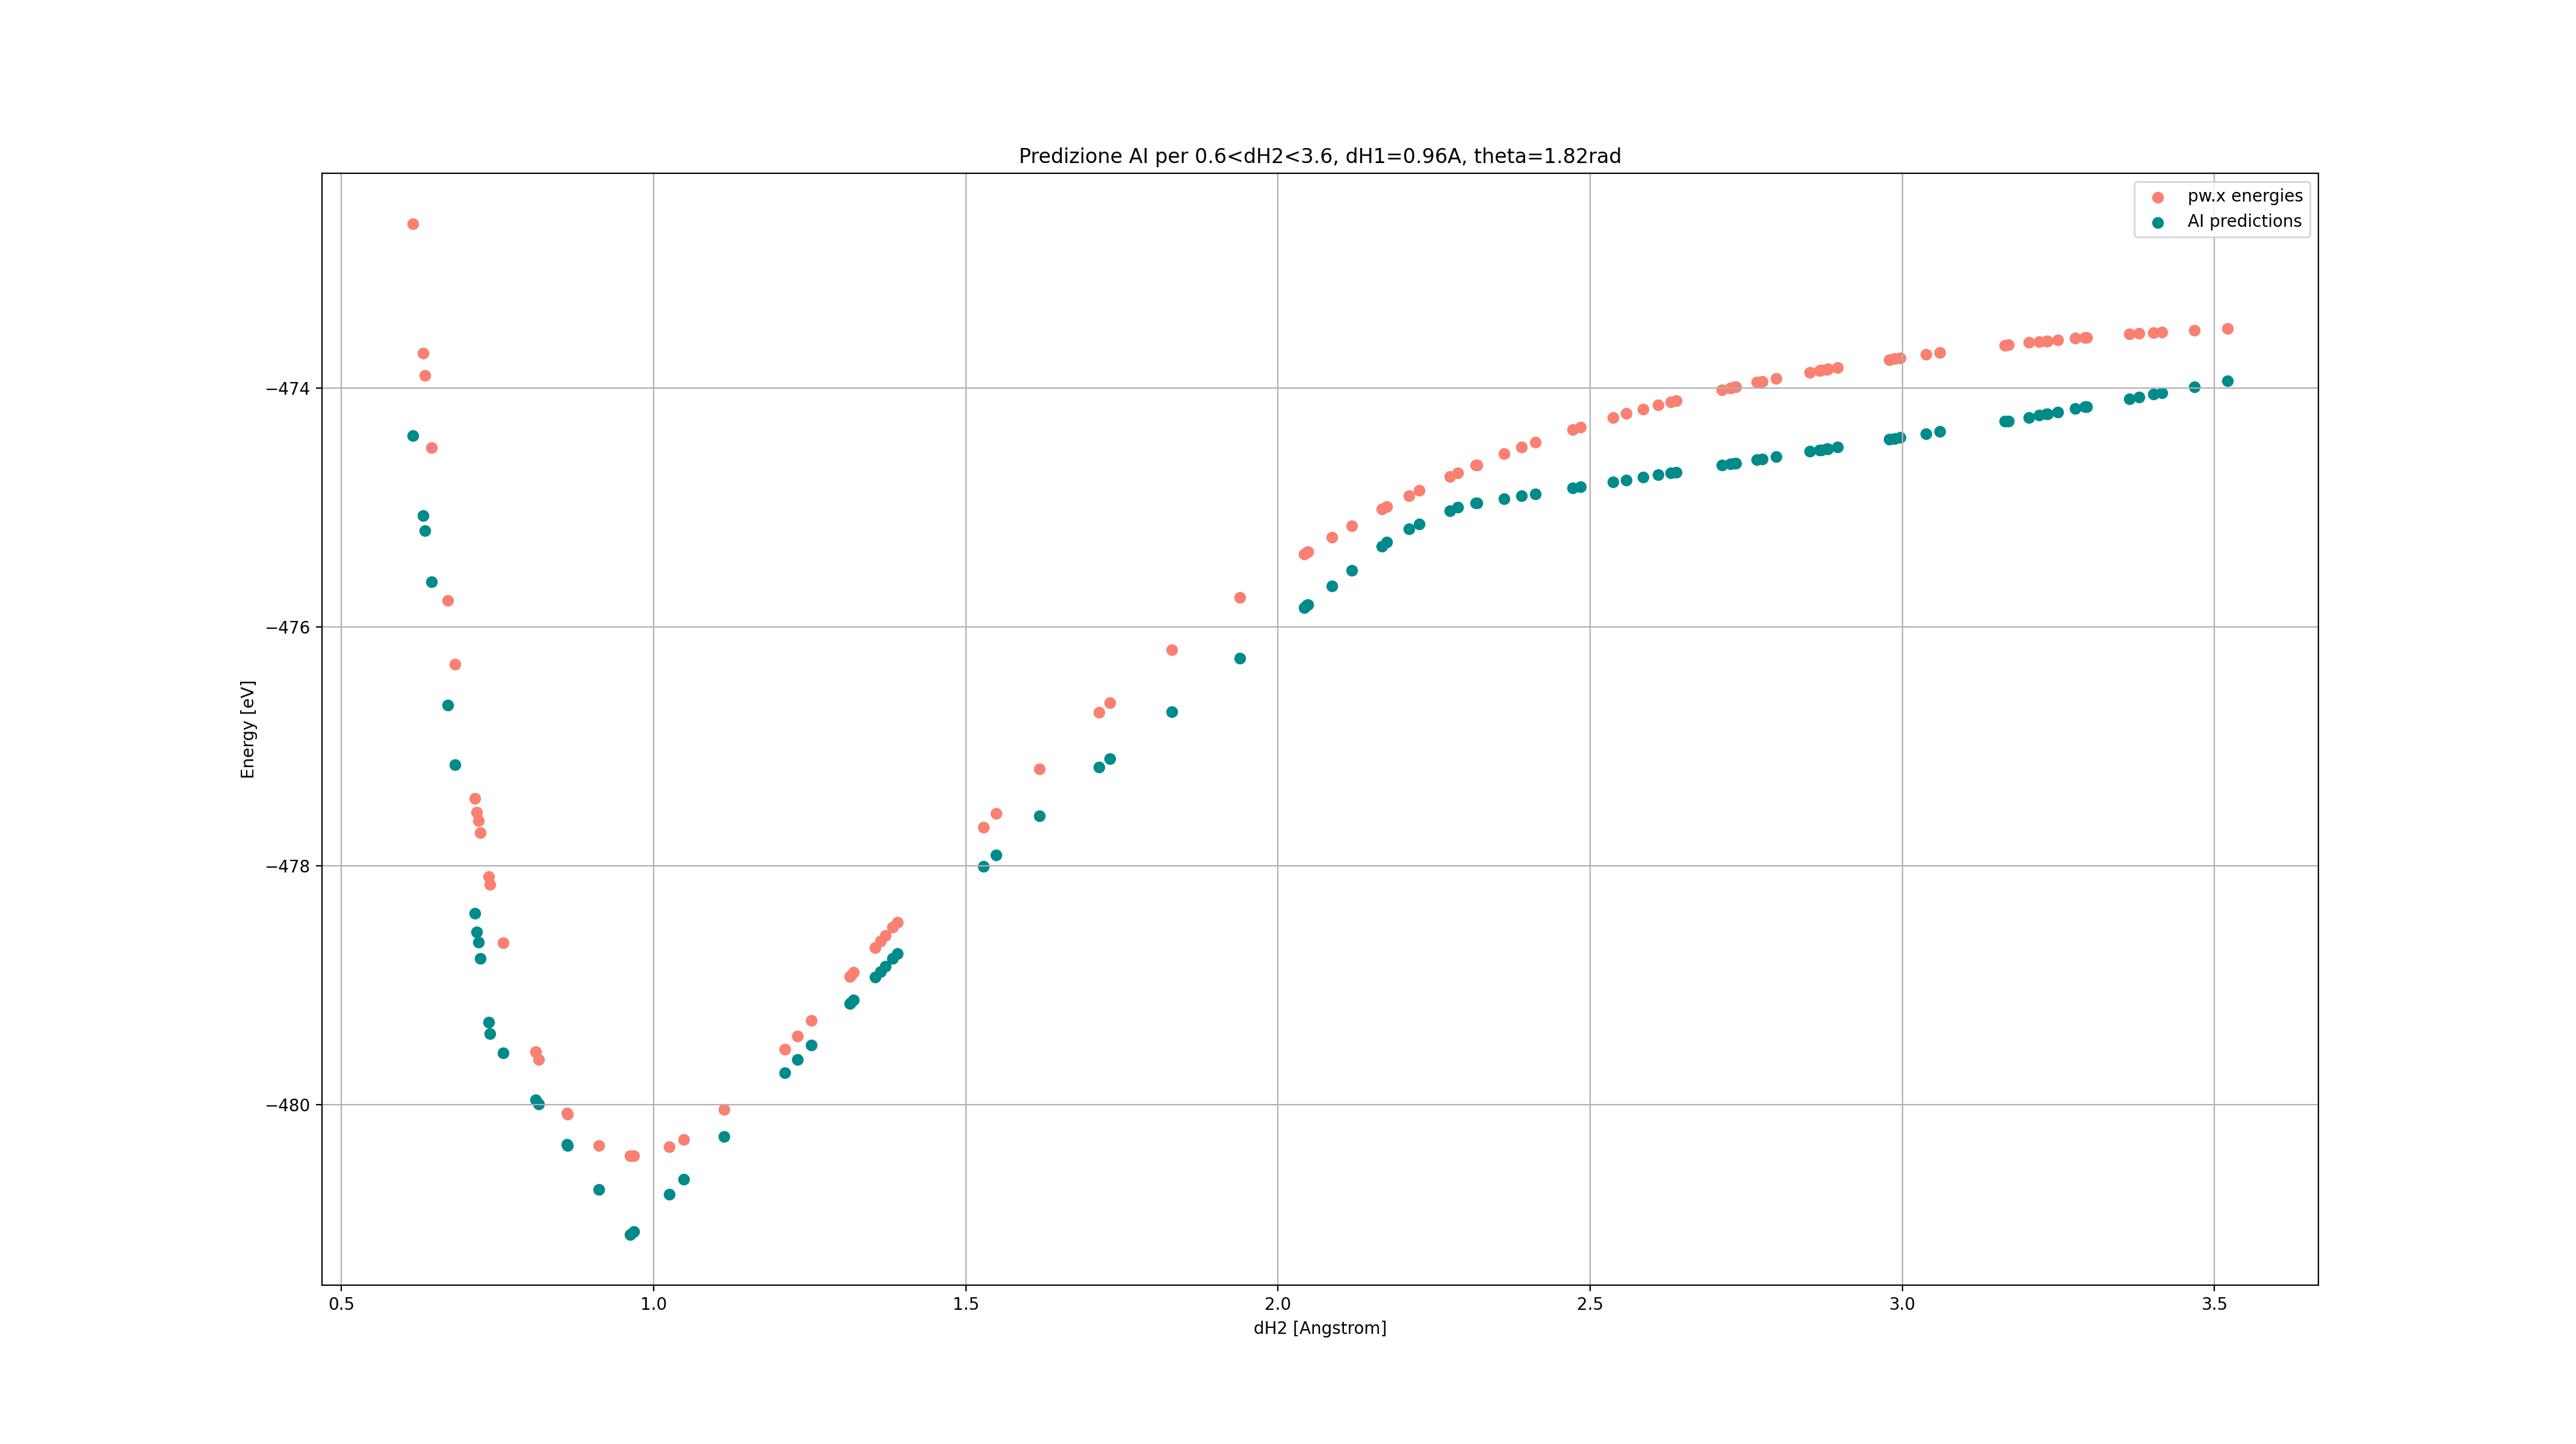 Predizione AI per 0.6<dH2<3.6, dH1=0.96A, theta=1.82rad
pw.x energies
AI predictions
−474
−476
−478
−480
Energy [eV]
0.5 1.0 1.5 2.0 2.5 3.0 3.5
dH2 [Angstrom]